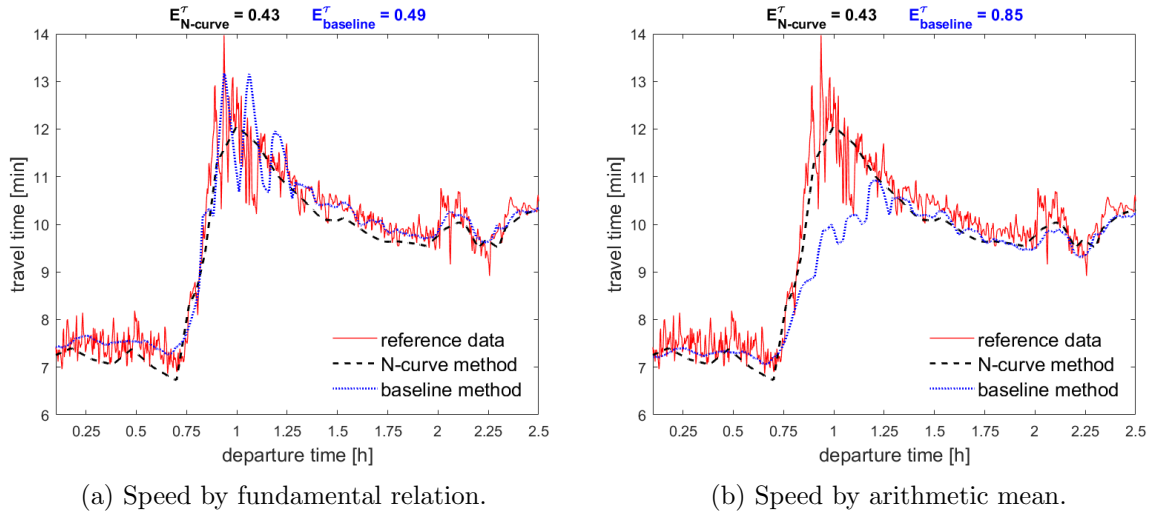 E^τ_N-curve = 0.43 E^τ_baseline = 0.49
14
13
12
11
10
9
8
7
6
travel time [min]
reference data
N-curve method
baseline method
0.25 0.5 0.75 1 1.25 1.5 1.75 2 2.25 2.5
departure time [h]
(a) Speed by fundamental relation.
E^τ_N-curve = 0.43 E^τ_baseline = 0.85
14
13
12
11
10
9
8
7
6
travel time [min]
reference data
N-curve method
baseline method
0.25 0.5 0.75 1 1.25 1.5 1.75 2 2.25 2.5
departure time [h]
(b) Speed by arithmetic mean.